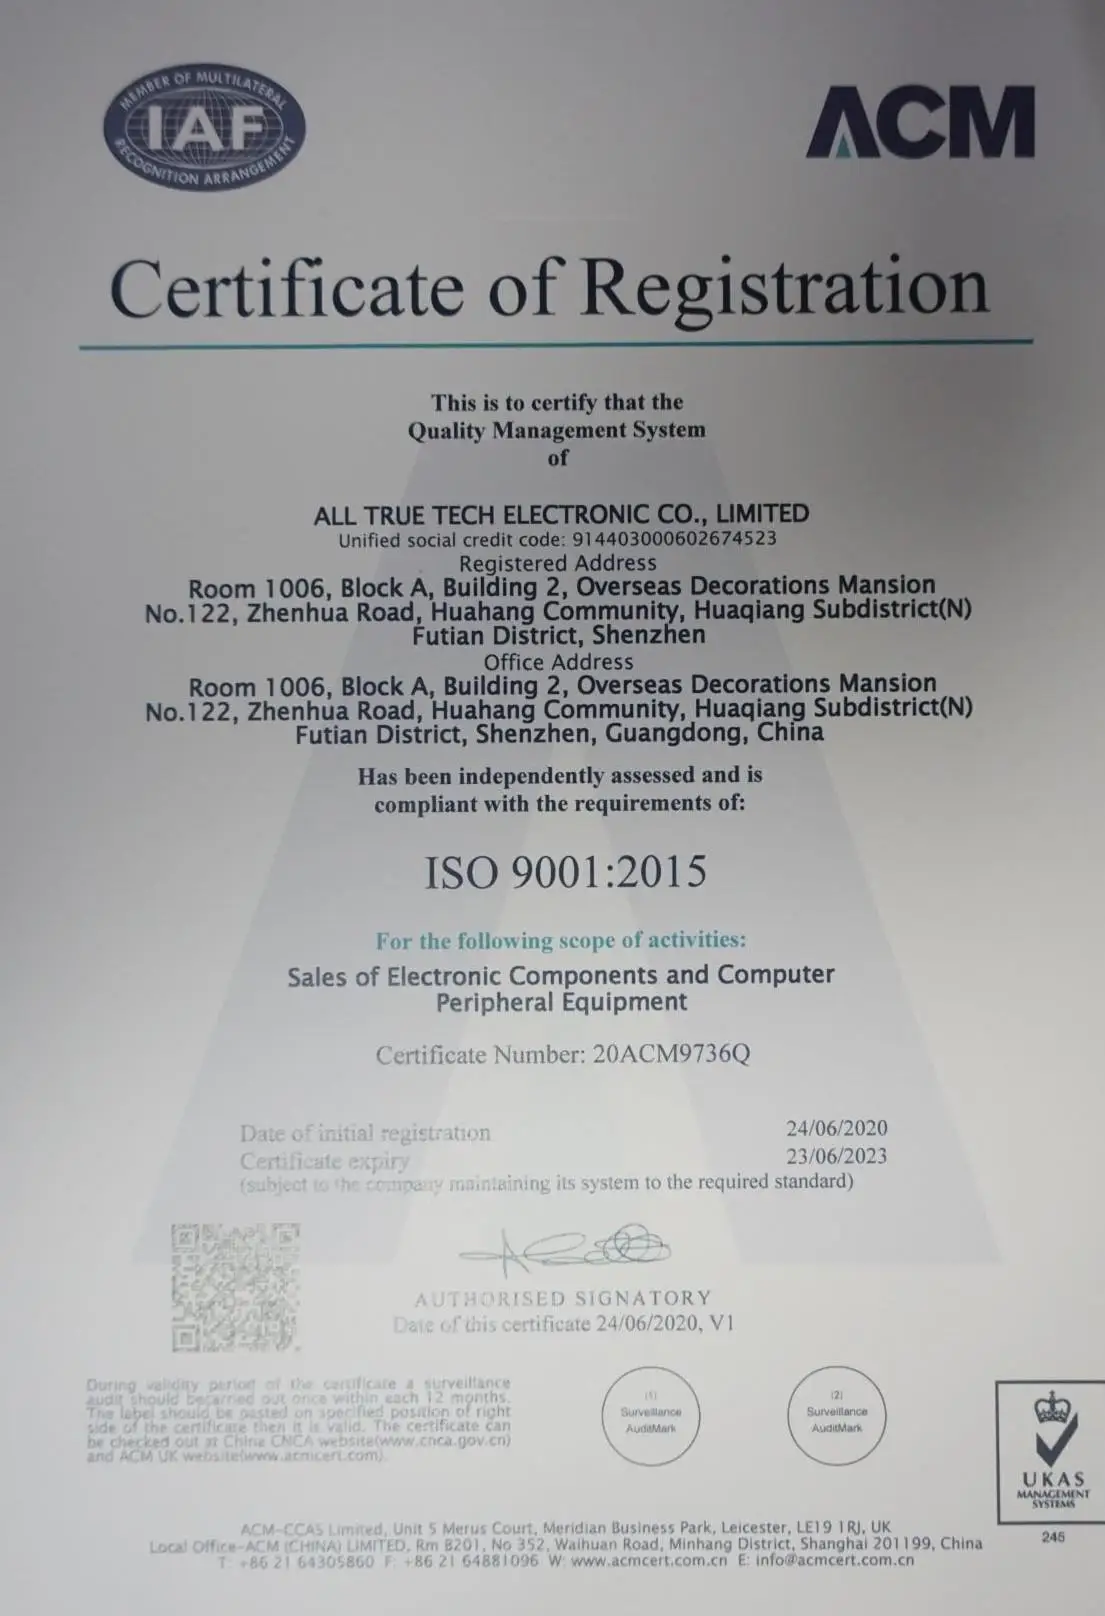 MEMBER OF MULTILATERAL
IAF
RECOGNITION ARRANGEMENT
ACM
Certificate of Registration
This is to certify that the
Quality Management System
of
ALL TRUE TECH ELECTRONIC CO., LIMITED
Unified social credit code: 914403000602674523
Registered Address
Room 1006, Block A, Building 2, Overseas Decorations Mansion
No.122, Zhenhua Road, Huahang Community, Huaqiang Subdistrict(N)
Futian District, Shenzhen
Office Address
Room 1006, Block A, Building 2, Overseas Decorations Mansion
No.122, Zhenhua Road, Huahang Community, Huaqiang Subdistrict(N)
Futian District, Shenzhen, Guangdong, China
Has been independently assessed and is
compliant with the requirements of:
ISO 9001:2015
For the following scope of activities:
Sales of Electronic Components and Computer
Peripheral Equipment
Certificate Number: 20ACM9736Q
Date of initial registration 24/06/2020
Certificate expiry 23/06/2023
(subject to the company maintaining its system to the required standard)
AUTHORISED SIGNATORY
Date of this certificate 24/06/2020, V1
During validity period of the certificate a surveillance
audit should becarried out once within each 12 months.
The label should be pasted on specified position of right
side of the certificate then it is valid. The certificate can
be checked out at China CNCA website(www.cnca.gov.cn)
and ACM UK website(www.acmcert.com).
(1)
Surveillance
AuditMark
(2)
Surveillance
AuditMark
UKAS
MANAGEMENT
SYSTEMS
245
ACM-CCAS Limited, Unit 5 Merus Court, Meridian Business Park, Leicester, LE19 1RJ, UK
Local Office-ACM (CHINA) LIMITED, Rm B201, No 352, Waihuan Road, Minhang District, Shanghai 201199, China
T: +86 21 64305860 F: +86 21 64881096 W: www.acmcert.com.cn E: info@acmcert.com.cn